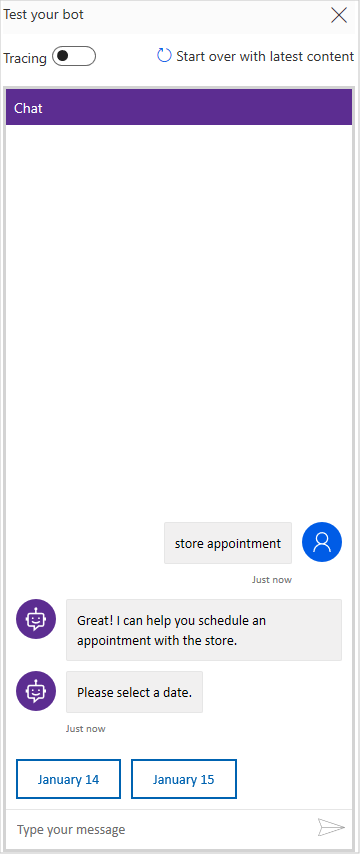 Test your bot
Tracing
Start over with latest content
Chat
store appointment
Just now
Great! I can help you schedule an
appointment with the store.
Please select a date.
Just now
January 14
January 15
Type your message